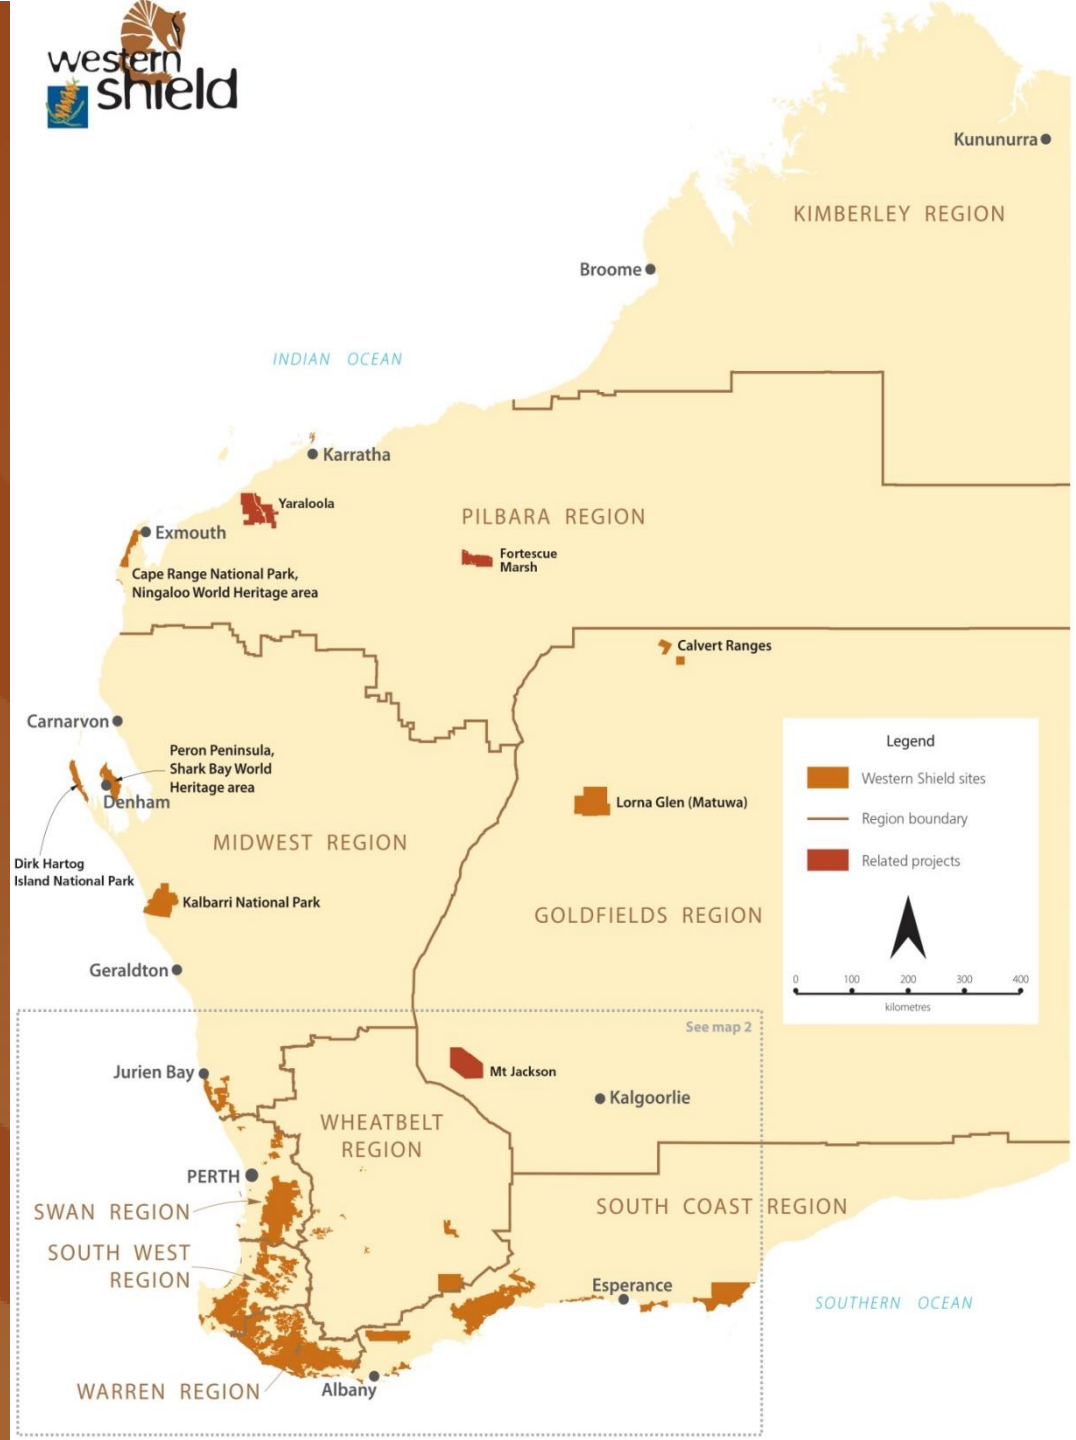 western
shield
Kununurra
KIMBERLEY REGION
Broome
INDIAN OCEAN
Karratha
Yaraloola
PILBARA REGION
Exmouth
Fortescue
Marsh
Cape Range National Park,
Ningaloo World Heritage area
Calvert Ranges
Carnarvon
Peron Peninsula,
Shark Bay World
Heritage area
Denham
Legend
Western Shield sites
Region boundary
Related projects
0 100 200 300 400
kilometres
Lorna Glen (Matuwa)
MIDWEST REGION
Dirk Hartog
Island National Park
Kalbarri National Park
GOLDFIELDS REGION
Geraldton
See map 2
Jurien Bay
Mt Jackson
Kalgoorlie
WHEATBELT
REGION
PERTH
SWAN REGION
SOUTH COAST REGION
SOUTH WEST
REGION
Esperance
SOUTHERN OCEAN
WARREN REGION
Albany